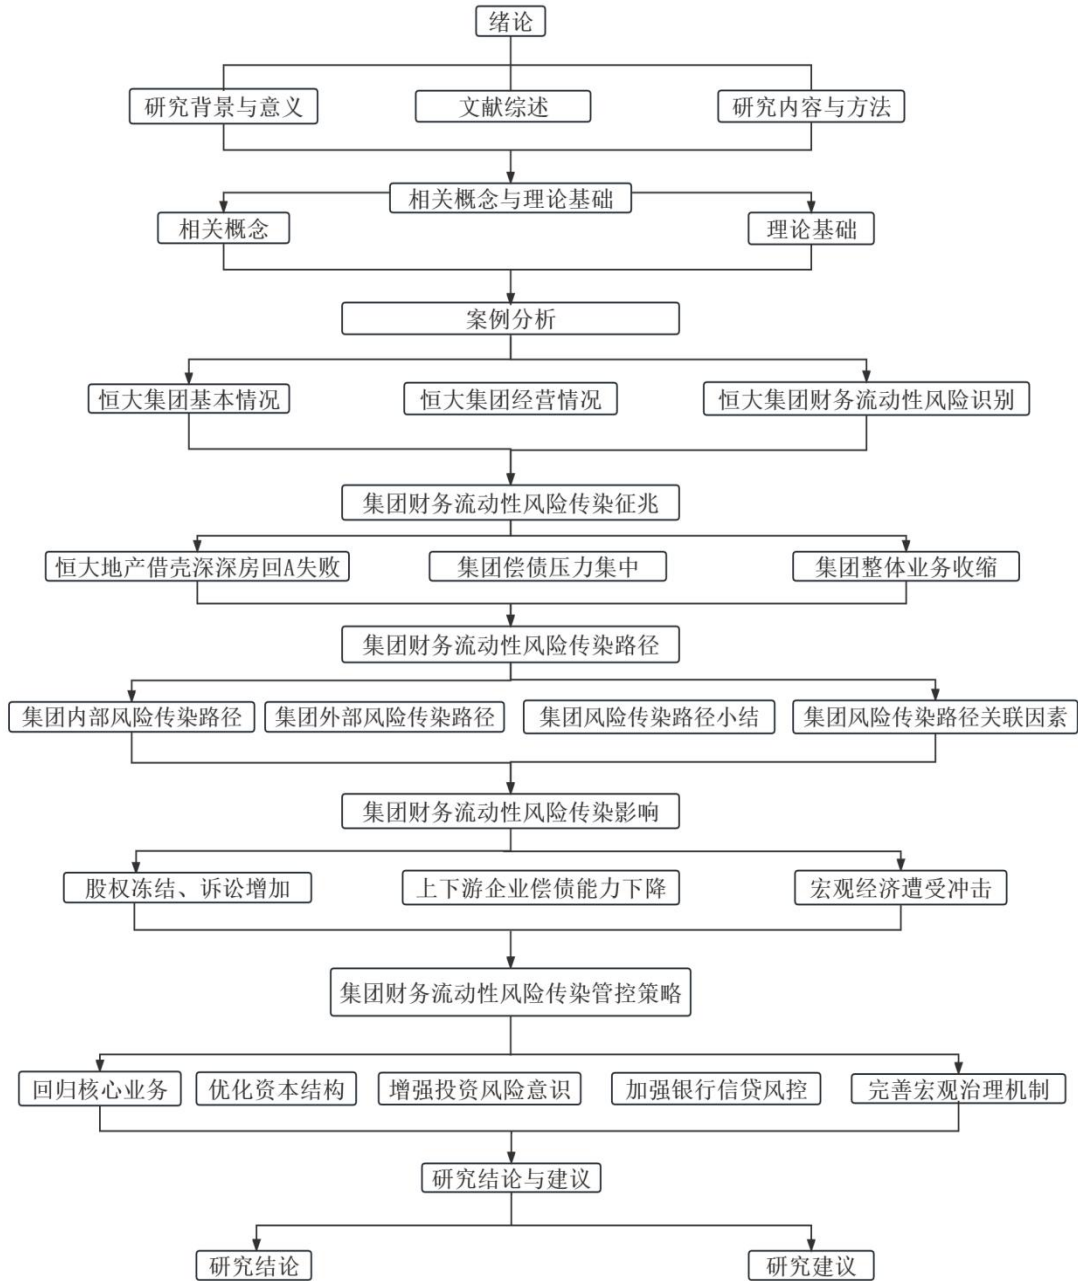 绪论
研究背景与意义
文献综述
研究内容与方法
相关概念与理论基础
相关概念
理论基础
案例分析
恒大集团基本情况
恒大集团经营情况
恒大集团财务流动性风险识别
集团财务流动性风险传染征兆
恒大地产借壳深深房回A失败
集团偿债压力集中
集团整体业务收缩
集团财务流动性风险传染路径
集团内部风险传染路径
集团外部风险传染路径
集团风险传染路径小结
集团风险传染路径关联因素
集团财务流动性风险传染影响
股权冻结、诉讼增加
上下游企业偿债能力下降
宏观经济遭受冲击
集团财务流动性风险传染管控策略
回归核心业务
优化资本结构
增强投资风险意识
加强银行信贷风控
完善宏观治理机制
研究结论与建议
研究结论
研究建议